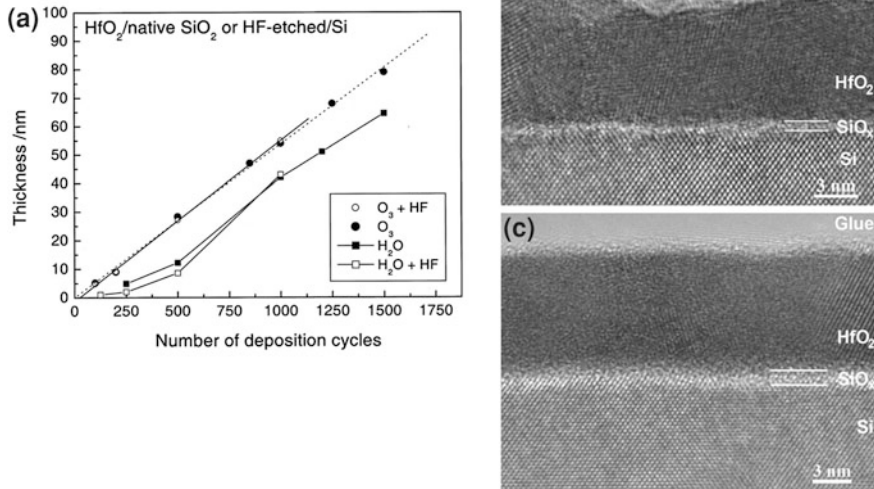 (a)
HfO2/native SiO2 or HF-etched/Si
Thickness /nm
100
90
80
70
60
50
40
30
20
10
0
0 250 500 750 1000 1250 1500 1750
Number of deposition cycles
O3 + HF
O3
H2O
H2O + HF
HfO2
SiOx
Si
3 nm
(c)
Glue
HfO2
SiOx
Si
3 nm